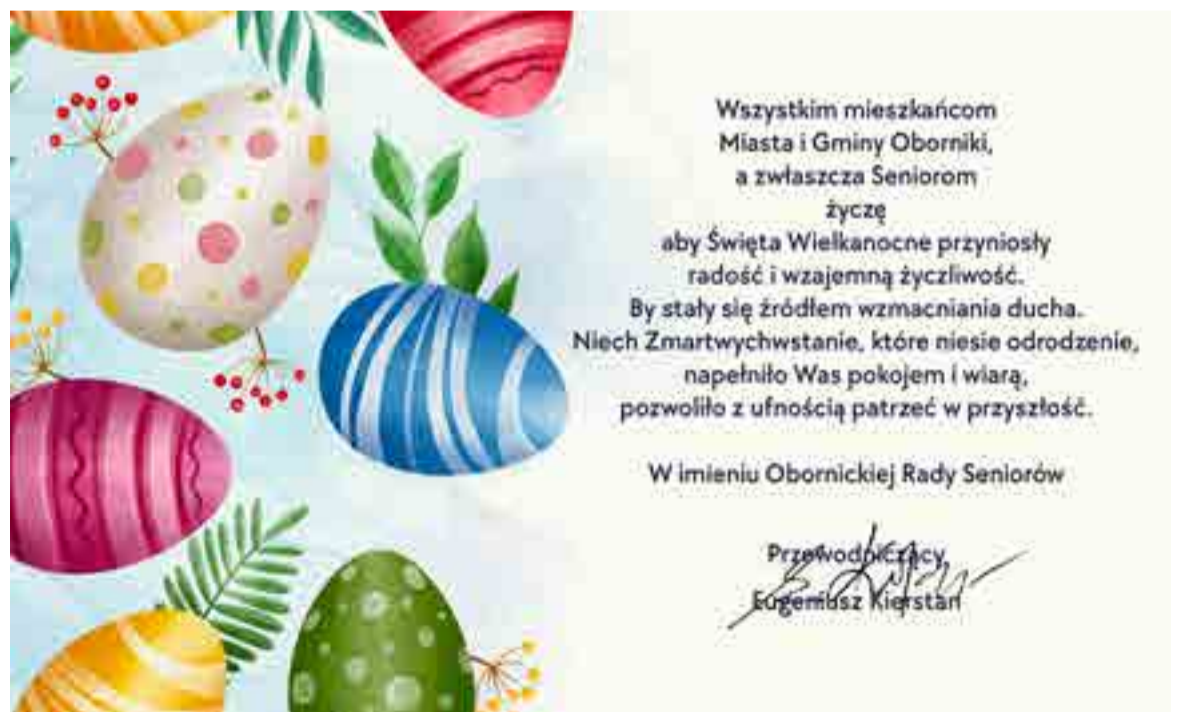 Wszystkim mieszkańcom
Miasta i Gminy Oborniki,
a zwłaszcza Seniorom
życzę
aby Święta Wielkanocne przyniosły
radość i wzajemną życzliwość.
By stały się źródłem wzmacniania ducha.
Niech Zmartwychwstanie, które niesie odrodzenie,
napełniło Was pokojem i wiarą,
pozwoliło z ufnością patrzeć w przyszłość.
W imieniu Obornickiej Rady Seniorów
Przewodniczący
Eugeniusz Kierstan